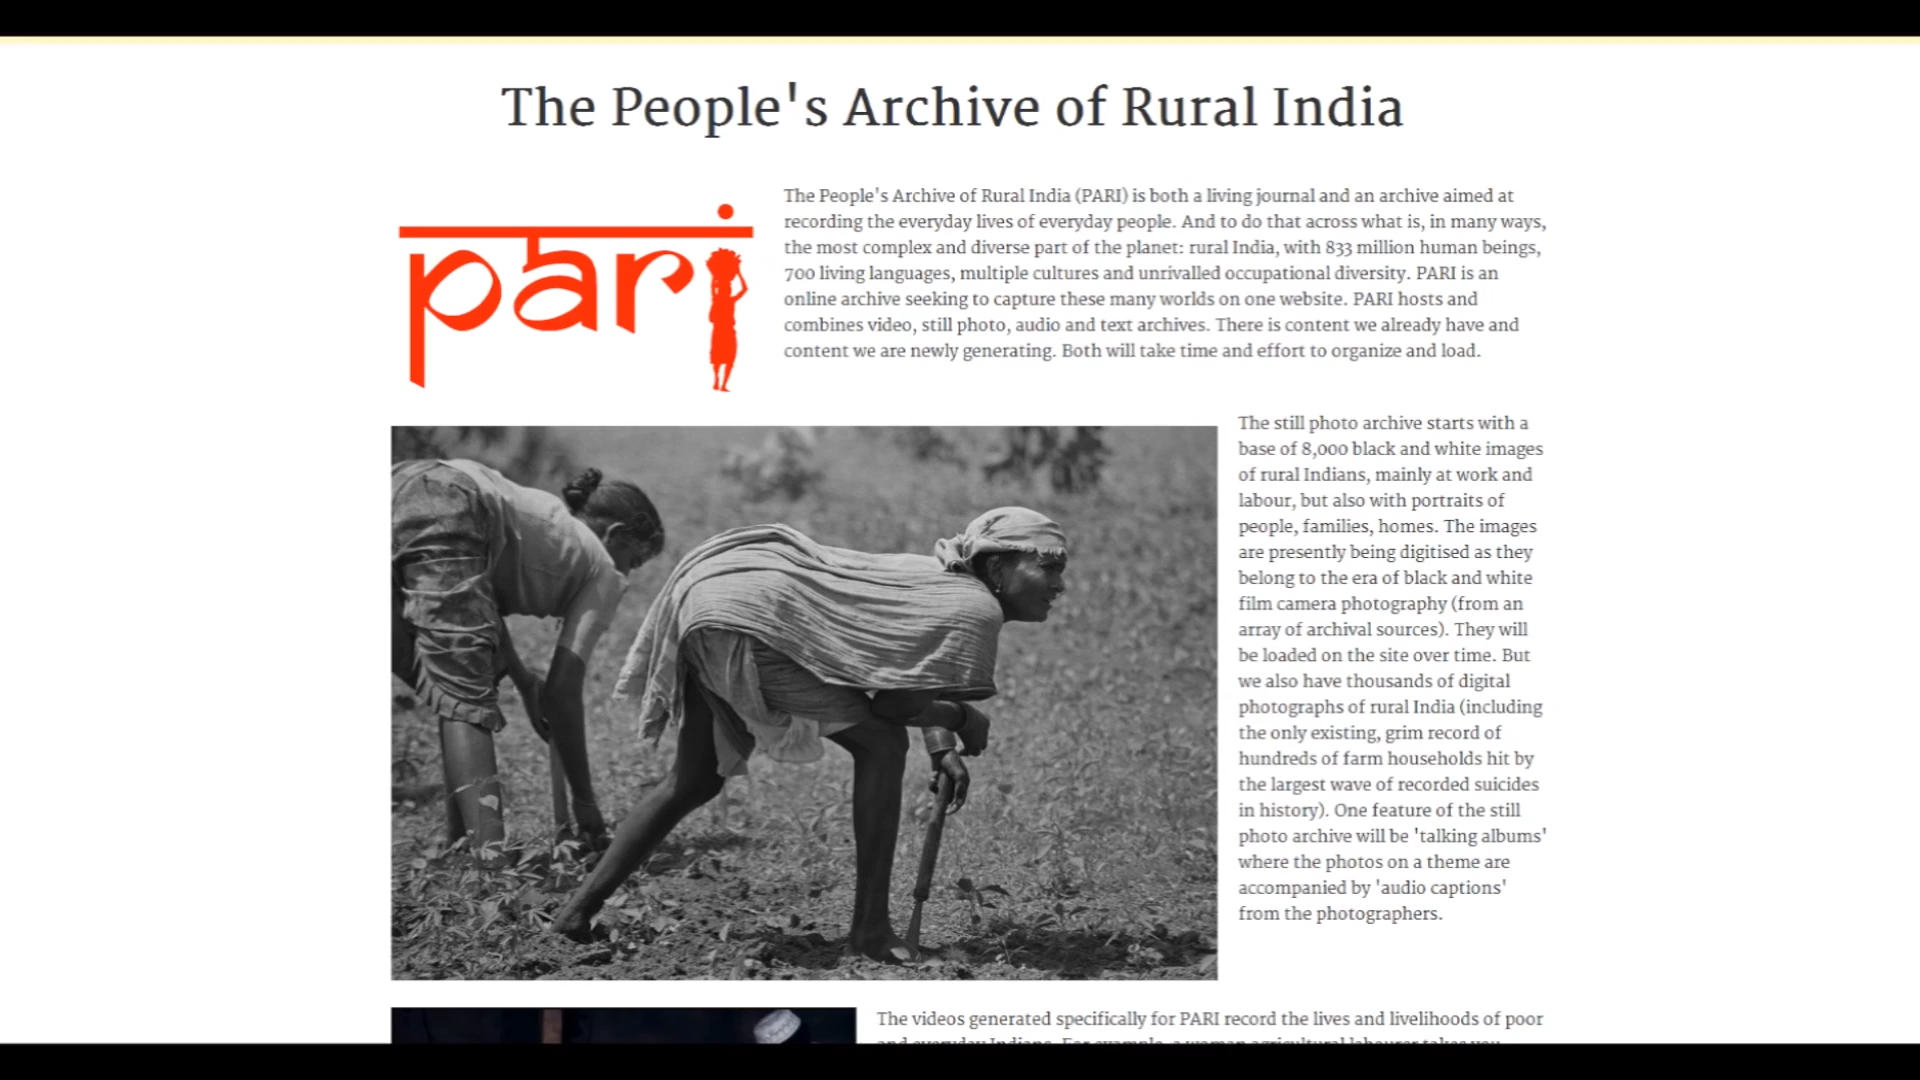 The People's Archive of Rural India
pari
The People's Archive of Rural India (PARI) is both a living journal and an archive aimed at
recording the everyday lives of everyday people. And to do that across what is, in many ways,
the most complex and diverse part of the planet: rural India, with 833 million human beings,
700 living languages, multiple cultures and unrivalled occupational diversity. PARI is an
online archive seeking to capture these many worlds on one website. PARI hosts and
combines video, still photo, audio and text archives. There is content we already have and
content we are newly generating. Both will take time and effort to organize and load.
The still photo archive starts with a
base of 8,000 black and white images
of rural Indians, mainly at work and
labour, but also with portraits of
people, families, homes. The images
are presently being digitised as they
belong to the era of black and white
film camera photography (from an
array of archival sources). They will
be loaded on the site over time. But
we also have thousands of digital
photographs of rural India (including
the only existing, grim record of
hundreds of farm households hit by
the largest wave of recorded suicides
in history). One feature of the still
photo archive will be 'talking albums'
where the photos on a theme are
accompanied by 'audio captions'
from the photographers.
The videos generated specifically for PARI record the lives and livelihoods of poor
and everyday Indians. For example, a woman agricultural labourer takes you